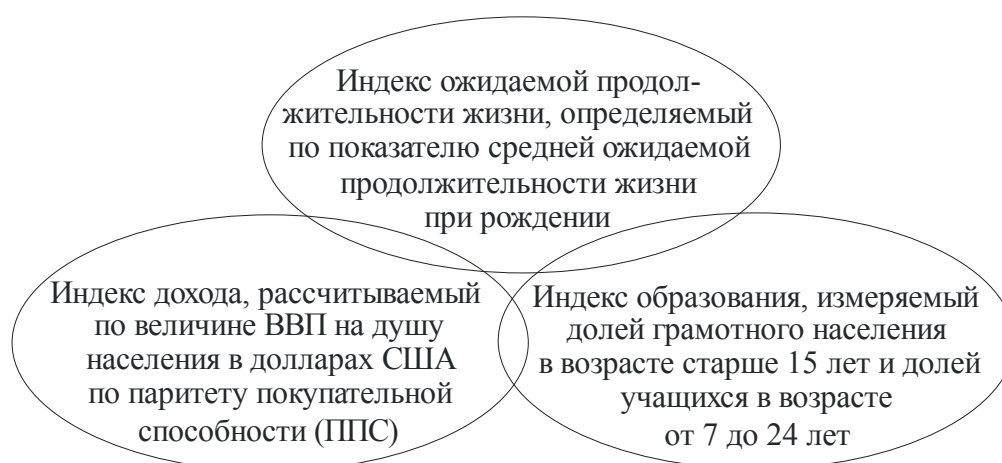 Индекс ожидаемой продол-
жительности жизни, определяемый
по показателю средней ожидаемой
продолжительности жизни
при рождении
Индекс дохода, рассчитываемый
по величине ВВП на душу
населения в долларах США
по паритету покупательной
способности (ППС)
Индекс образования, измеряемый
долей грамотного населения
в возрасте старше 15 лет и долей
учащихся в возрасте
от 7 до 24 лет